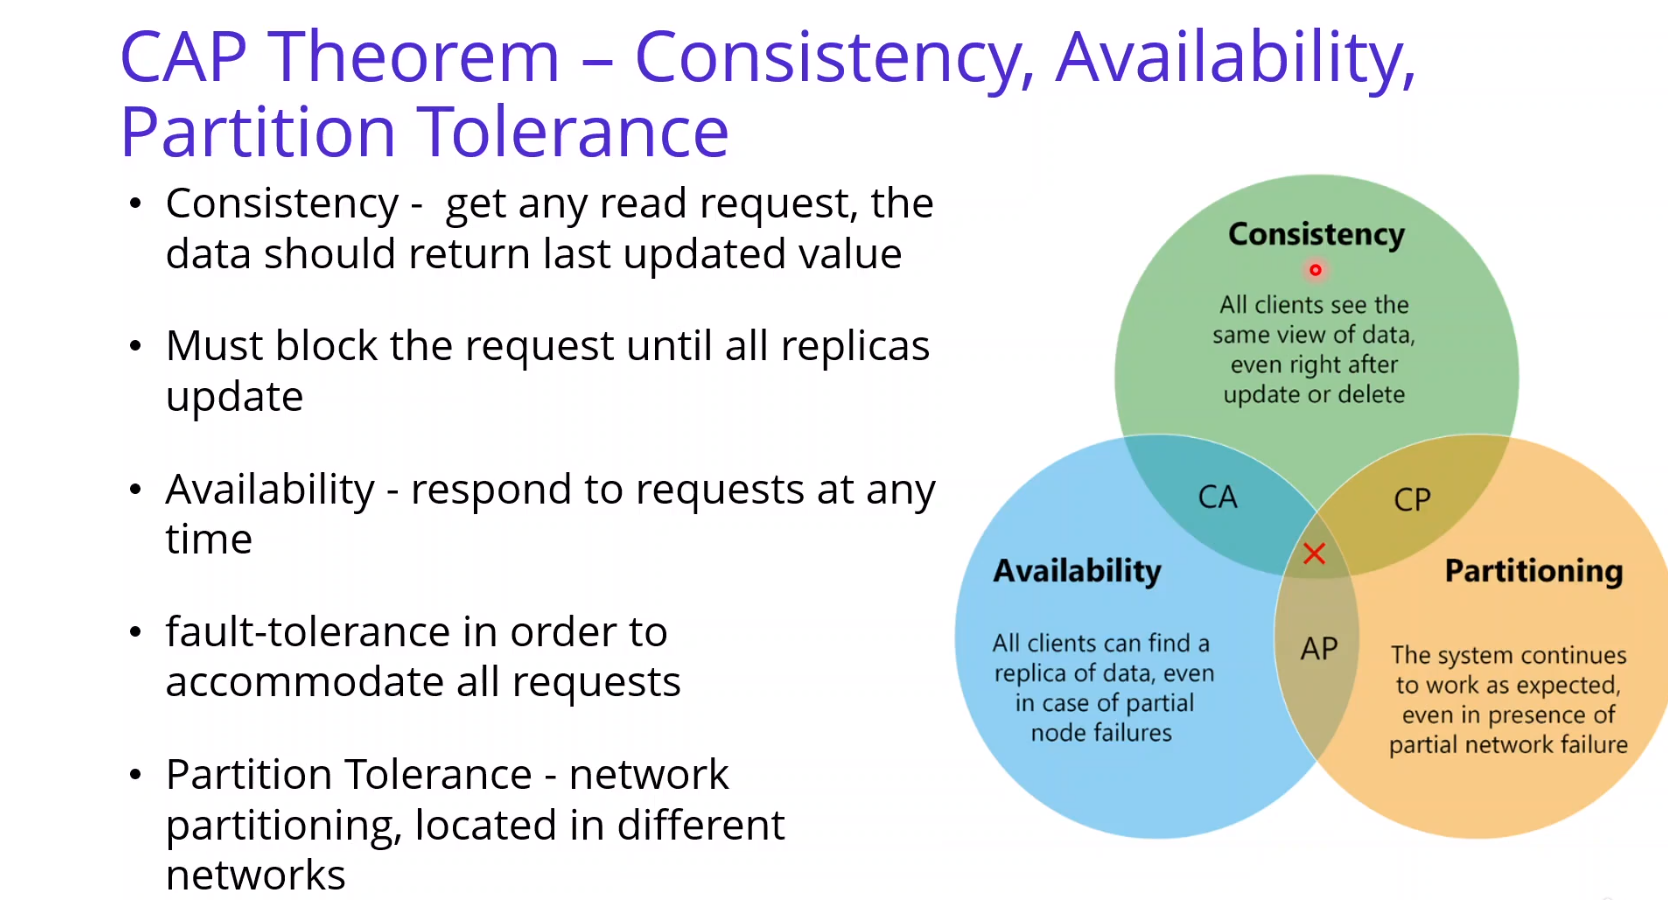 CAP Theorem – Consistency, Availability,
Partition Tolerance
• Consistency -  get any read request, the
data should return last updated value
• Must block the request until all replicas
update
• Availability - respond to requests at any
time
• fault-tolerance in order to
accommodate all requests
• Partition Tolerance - network
partitioning, located in different
networks
Consistency
All clients see the
same view of data,
even right after
update or delete
CA
CP
Availability
All clients can find a
replica of data, even
in case of partial
node failures
AP
Partitioning
The system continues
to work as expected,
even in presence of
partial network failure